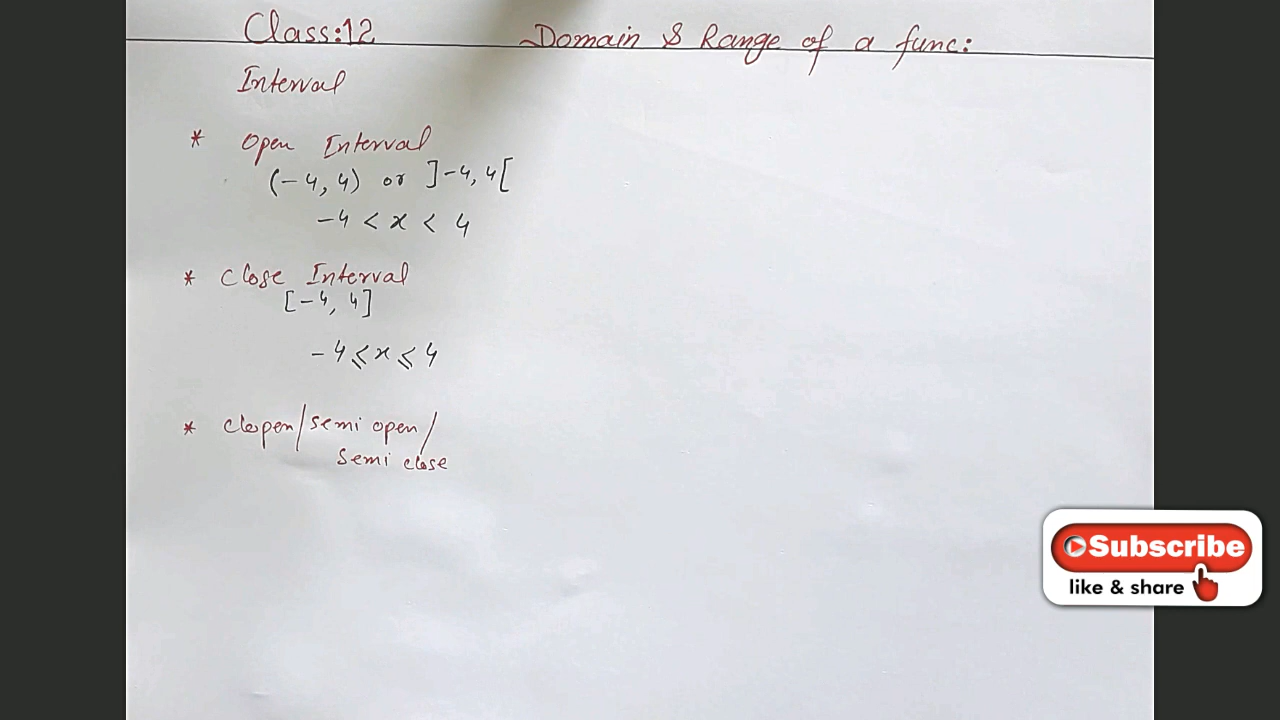 Class:12 Domain & Range of a func:
Interval
* Open Interval
(-4, 4) or ]-4, 4[
-4 < x < 4
* Close Interval
[-4, 4]
-4 ⩽ x ⩽ 4
* Clopen/semi open/
semi close
Subscribe
like & share